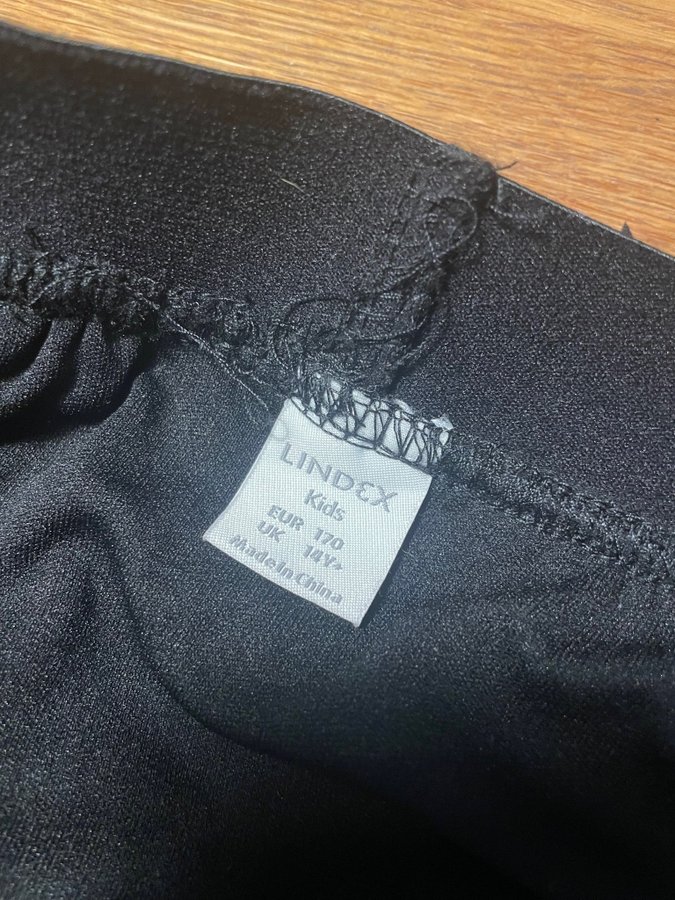 LINDEX
Kids
EUR 170
UK 14Y+
Made in China